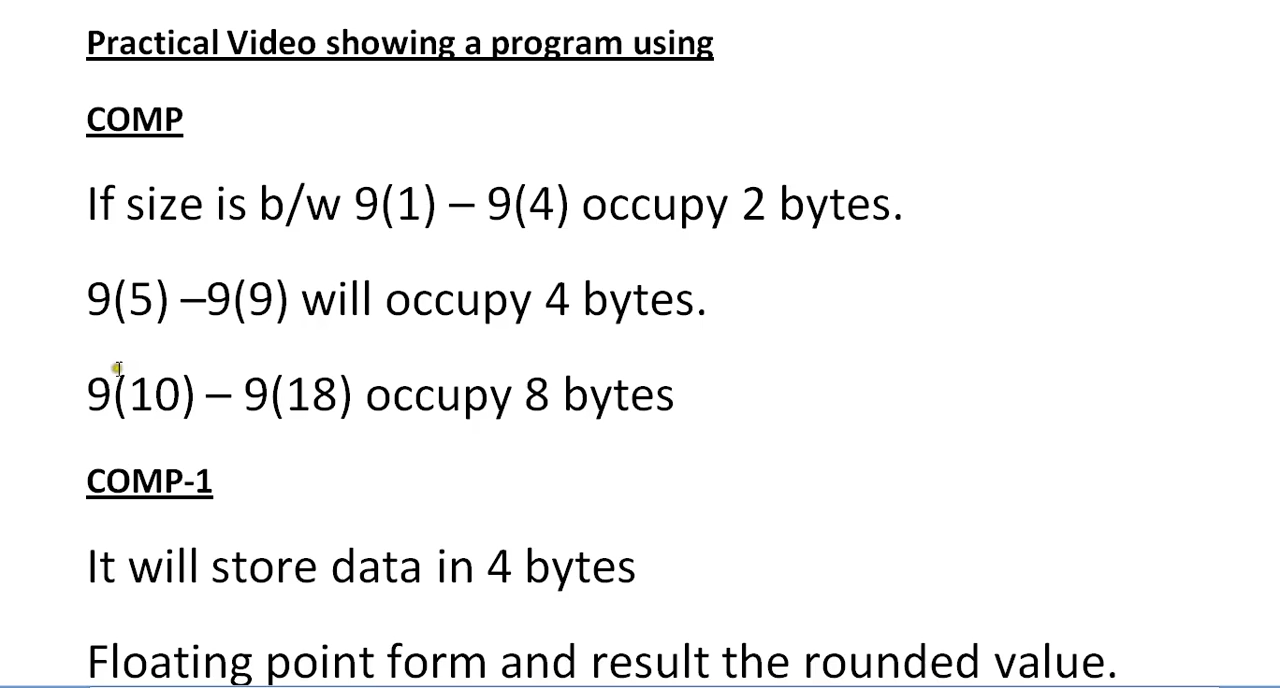 Practical Video showing a program using
COMP
If size is b/w 9(1) – 9(4) occupy 2 bytes.
9(5) –9(9) will occupy 4 bytes.
9(10) – 9(18) occupy 8 bytes
COMP-1
It will store data in 4 bytes
Floating point form and result the rounded value.